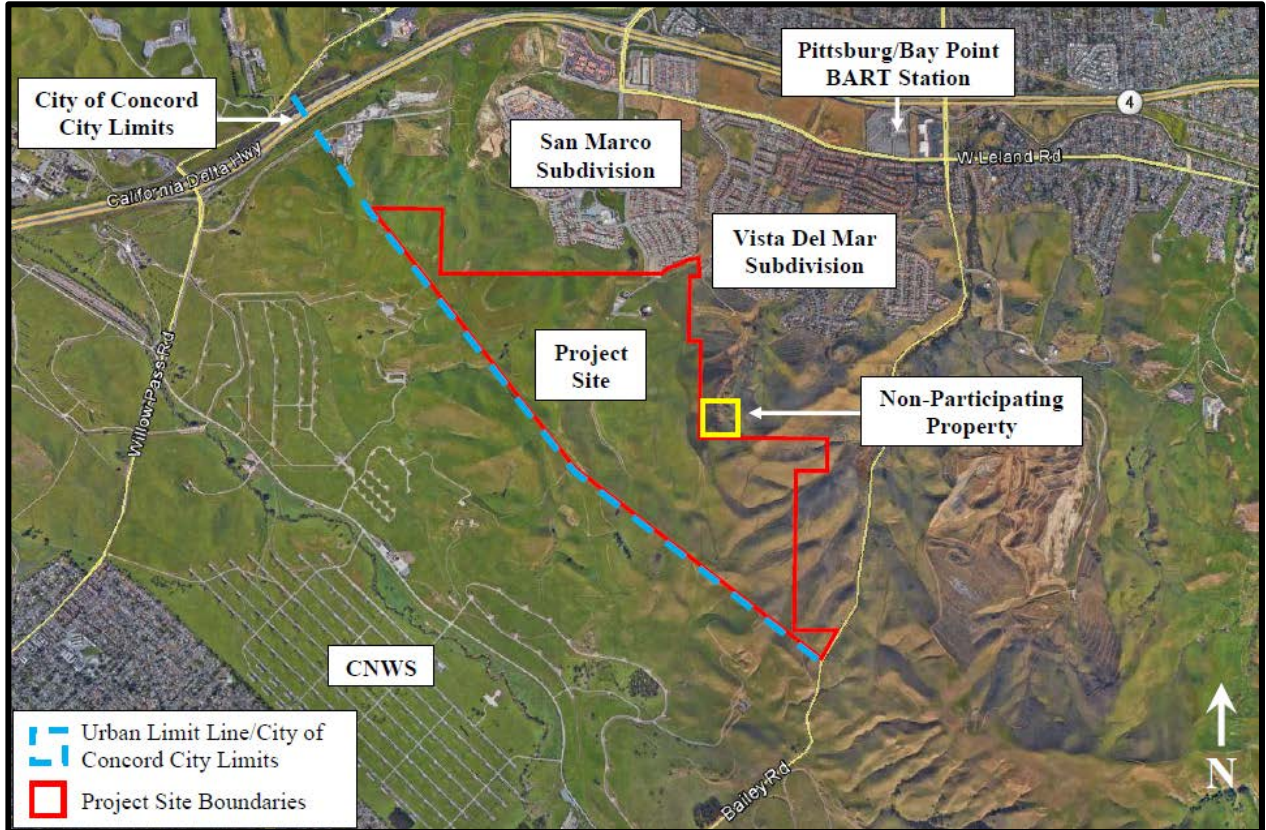 Pittsburg/Bay Point
BART Station
City of Concord
City Limits
4
San Marco
Subdivision
California Delta Hwy
W Leland Rd
Vista Del Mar
Subdivision
Willow Pass Rd
Project
Site
Non-Participating
Property
CNWS
Urban Limit Line/City of
Concord City Limits
Project Site Boundaries
Bailey Rd
N